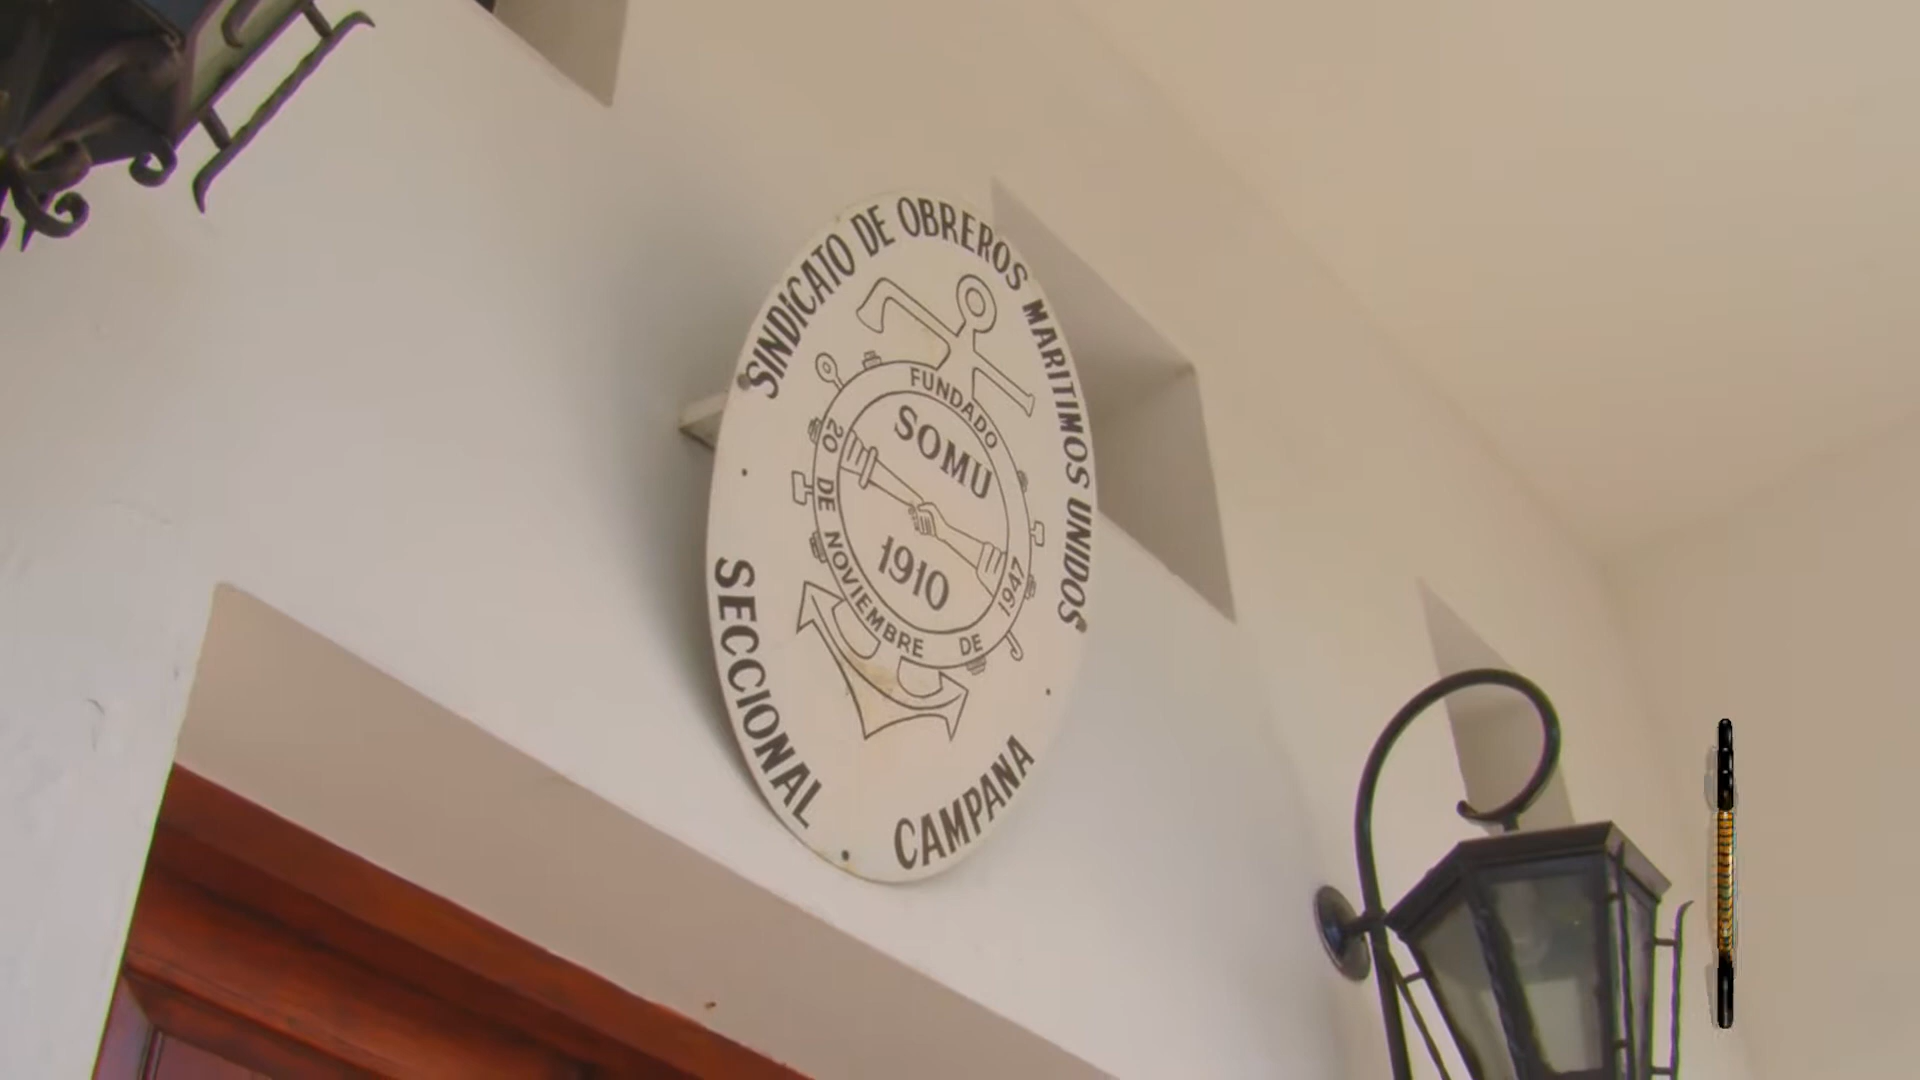 SINDICATO DE OBREROS MARITIMOS UNIDOS
FUNDADO
20 DE NOVIEMBRE DE 1947
SOMU
1910
SECCIONAL CAMPANA